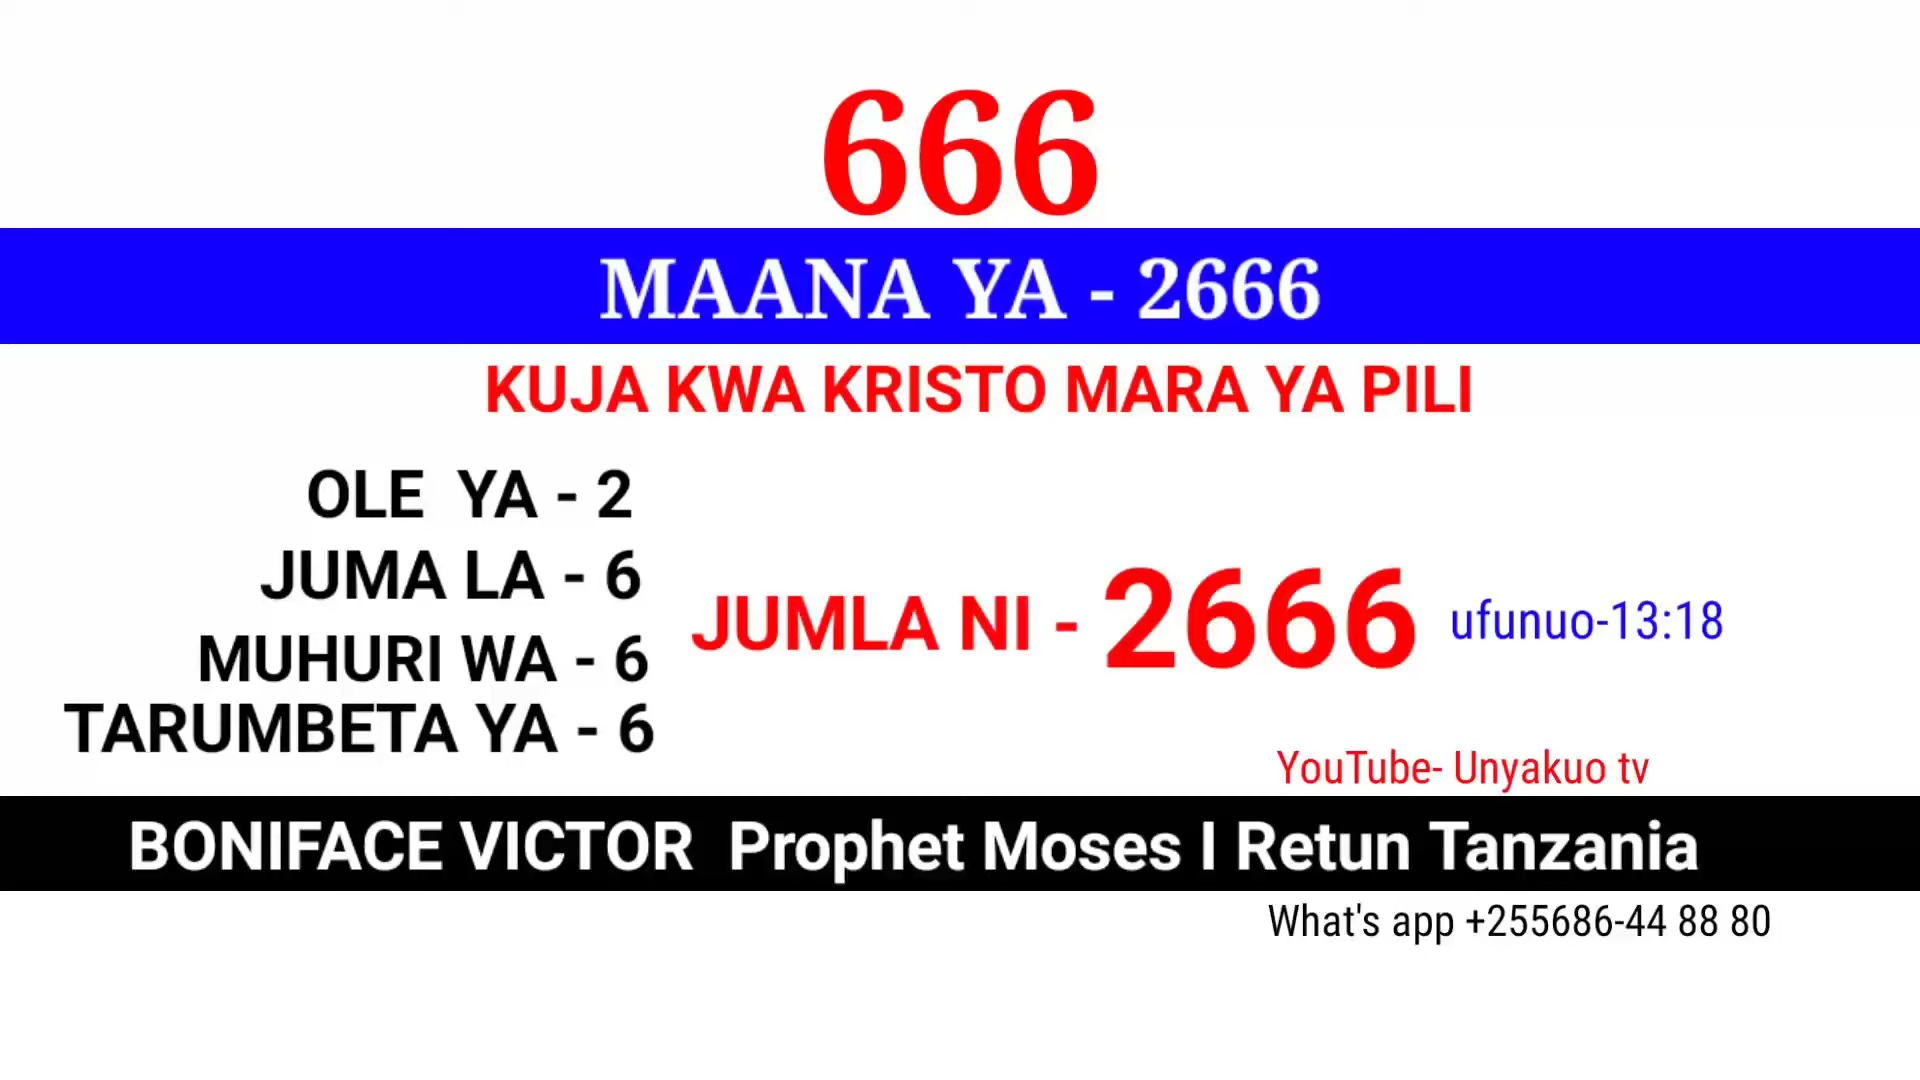 666
MAANA YA - 2666
KUJA KWA KRISTO MARA YA PILI
OLE YA - 2
JUMA LA - 6
MUHURI WA - 6
TARUMBETA YA - 6
JUMLA NI - 2666 ufunuo-13:18
YouTube- Unyakuo tv
BONIFACE VICTOR Prophet Moses I Retun Tanzania
What's app +255686-44 88 80